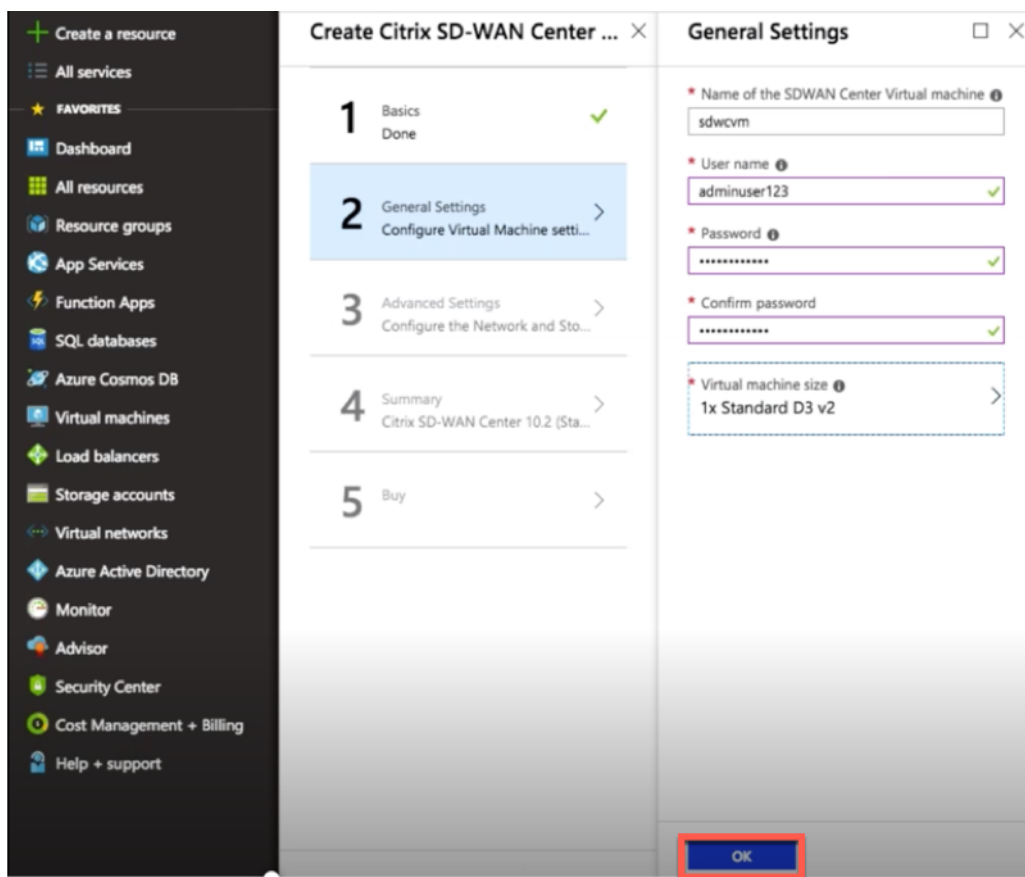 Create a resource
All services
FAVORITES
Dashboard
All resources
Resource groups
App Services
Function Apps
SQL databases
Azure Cosmos DB
Virtual machines
Load balancers
Storage accounts
Virtual networks
Azure Active Directory
Monitor
Advisor
Security Center
Cost Management + Billing
Help + support
Create Citrix SD-WAN Center ...
1
Basics
Done
2
General Settings
Configure Virtual Machine setti...
3
Advanced Settings
Configure the Network and Sto...
4
Summary
Citrix SD-WAN Center 10.2 (Sta...
5
Buy
General Settings
* Name of the SDWAN Center Virtual machine
sdwcvm
* User name
adminuser123
* Password
••••••••••••
* Confirm password
••••••••••••
* Virtual machine size
1x Standard D3 v2
OK